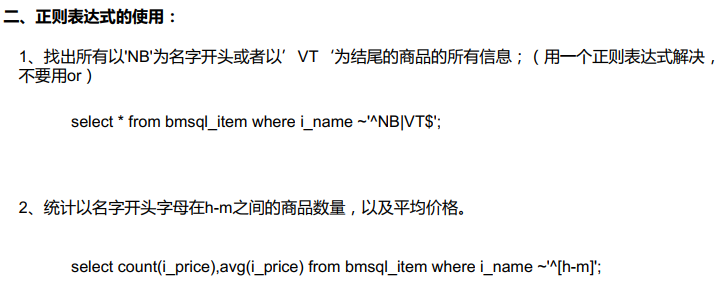 二、正则表达式的使用：
1、找出所有以'NB'为名字开头或者以’VT‘为结尾的商品的所有信息；（用一个正则表达式解决，
不要用or）
select * from bmsql_item where i_name ~'^NB|VT$';
2、统计以名字开头字母在h-m之间的商品数量，以及平均价格。
select count(i_price),avg(i_price) from bmsql_item where i_name ~'^[h-m]';